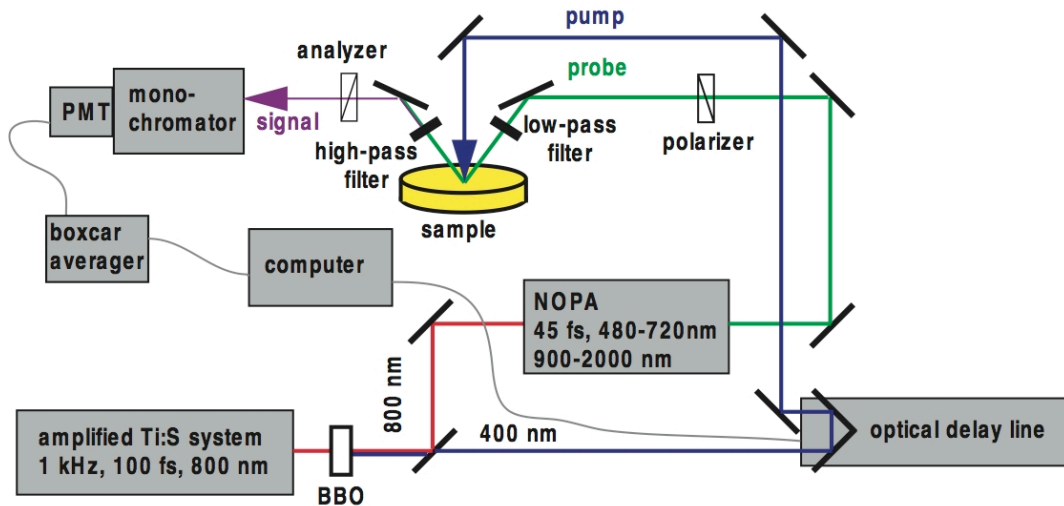 pump
analyzer
probe
PMT
mono-
chromator
signal
high-pass
filter
low-pass
filter
polarizer
sample
boxcar
averager
computer
NOPA
45 fs, 480-720nm
900-2000 nm
800 nm
amplified Ti:S system
1 kHz, 100 fs, 800 nm
BBO
400 nm
optical delay line